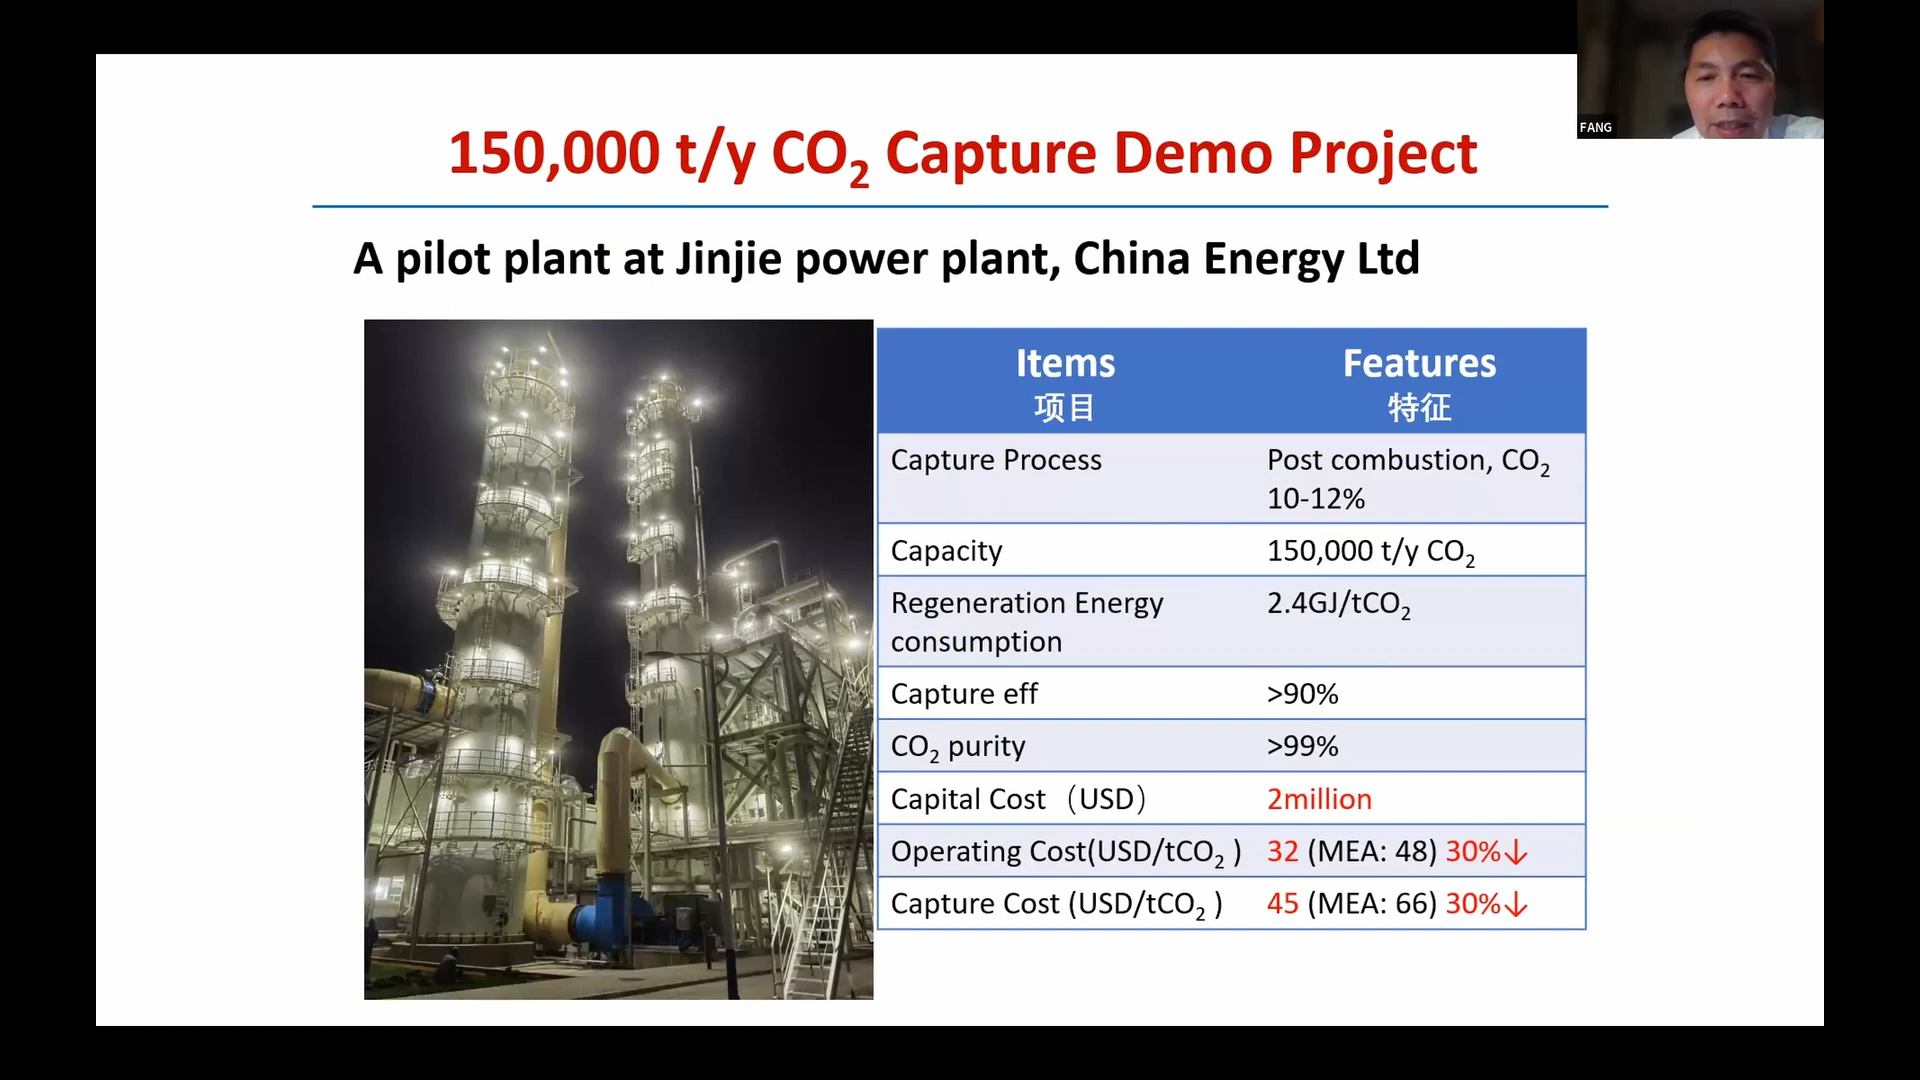 FANG
150,000 t/y CO₂ Capture Demo Project
A pilot plant at Jinjie power plant, China Energy Ltd
Items Features
项目 特征
Capture Process Post combustion, CO₂
10-12%
Capacity 150,000 t/y CO₂
Regeneration Energy 2.4GJ/tCO₂
consumption
Capture eff >90%
CO₂ purity >99%
Capital Cost（USD） 2million
Operating Cost(USD/tCO₂ ) 32 (MEA: 48) 30%↓
Capture Cost (USD/tCO₂ ) 45 (MEA: 66) 30%↓